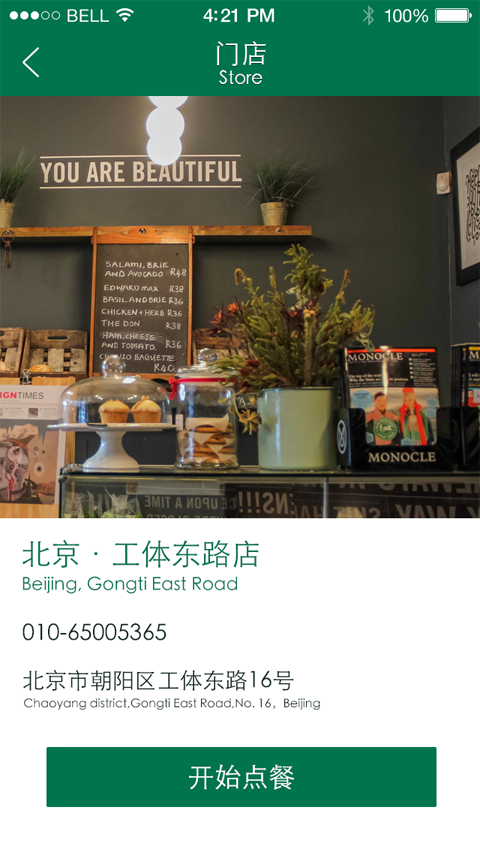 BELL
4:21 PM
100%
门店
Store
YOU ARE BEAUTIFUL
SALAMI, BRIE
AND AVOCADO R48
EDWARD MAX R38
BASIL AND BRIE R36
CHICKEN + HERB R36
THE DON R38
HAM, CHEESE
AND TOMATO R36
BAGUETTE
R40
MONOCLE
MONOCLE
IGNTIMES
北京 · 工体东路店
Beijing, Gongti East Road
010-65005365
北京市朝阳区工体东路16号
Chaoyang district,Gongti East Road,No. 16，Beijing
开始点餐